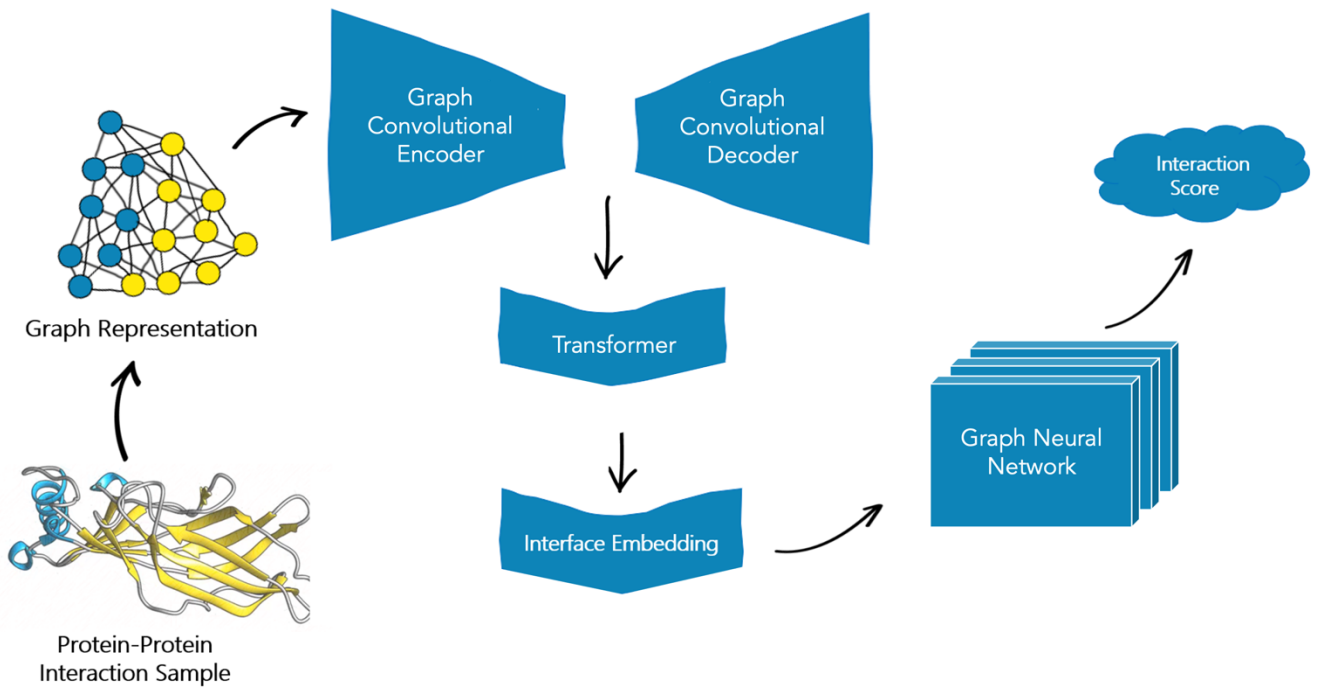 Graph
Convolutional
Encoder
Graph
Convolutional
Decoder
Interaction
Score
Graph Representation
Transformer
Graph Neural
Network
Interface Embedding
Protein-Protein
Interaction Sample